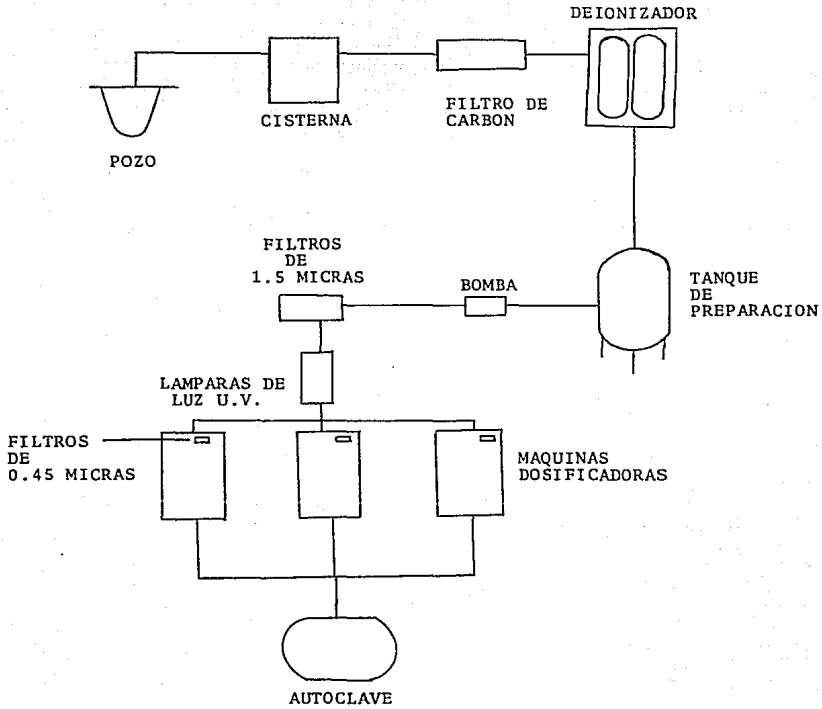 DEIONIZADOR
CISTERNA
FILTRO DE
CARBON
POZO
FILTROS
DE
1.5 MICRAS
BOMBA
TANQUE
DE
PREPARACION
LAMPARAS DE
LUZ U.V.
FILTROS
DE
0.45 MICRAS
MAQUINAS
DOSIFICADORAS
AUTOCLAVE